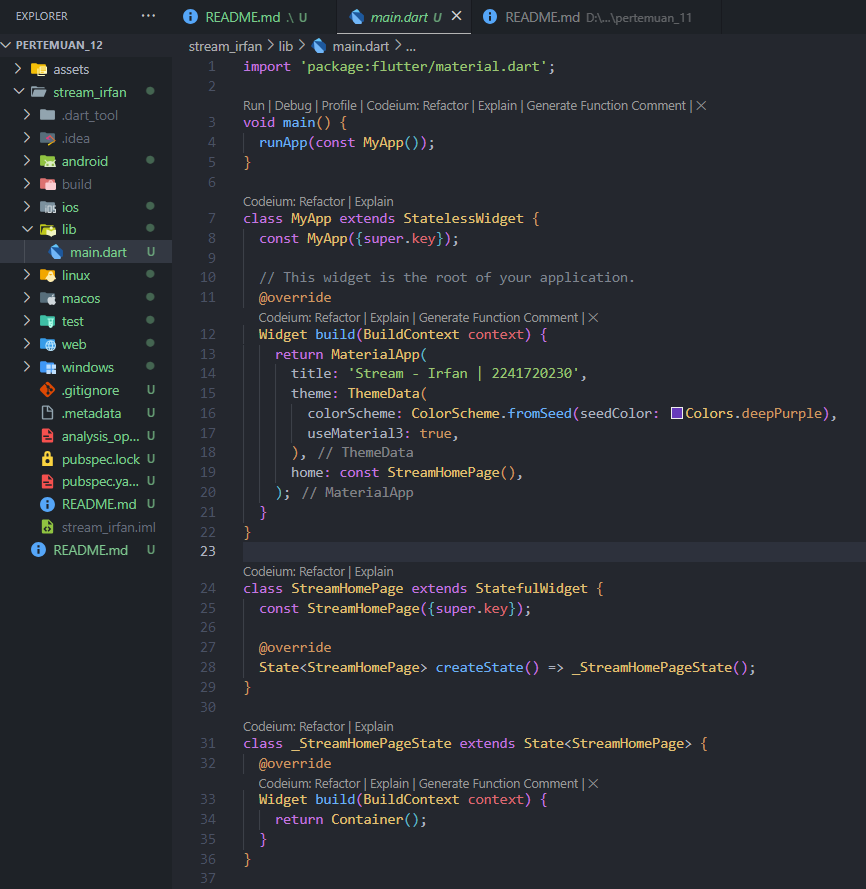 EXPLORER ...
PERTEMUAN_12
assets
stream_irfan
.dart_tool
.idea
android
build
ios
lib
main.dart U
linux
macos
test
web
windows
.gitignore U
.metadata U
analysis_op... U
pubspec.lock U
pubspec.ya... U
README.md U
stream_irfan.iml
README.md U
README.md .\ U
main.dart U
README.md D:\...\pertemuan_11
stream_irfan > lib > main.dart > ...
1 import 'package:flutter/material.dart';
2
Run | Debug | Profile | Codeium: Refactor | Explain | Generate Function Comment | ×
3 void main() {
4   runApp(const MyApp());
5 }
6
Codeium: Refactor | Explain
7 class MyApp extends StatelessWidget {
8   const MyApp({super.key});
9
10   // This widget is the root of your application.
11   @override
Codeium: Refactor | Explain | Generate Function Comment | ×
12   Widget build(BuildContext context) {
13     return MaterialApp(
14       title: 'Stream - Irfan | 2241720230',
15       theme: ThemeData(
16         colorScheme: ColorScheme.fromSeed(seedColor: Colors.deepPurple),
17         useMaterial3: true,
18       ), // ThemeData
19       home: const StreamHomePage(),
20     ); // MaterialApp
21   }
22 }
23
Codeium: Refactor | Explain
24 class StreamHomePage extends StatefulWidget {
25   const StreamHomePage({super.key});
26
27   @override
28   State<StreamHomePage> createState() => _StreamHomePageState();
29 }
30
Codeium: Refactor | Explain
31 class _StreamHomePageState extends State<StreamHomePage> {
32   @override
Codeium: Refactor | Explain | Generate Function Comment | ×
33   Widget build(BuildContext context) {
34     return Container();
35   }
36 }
37